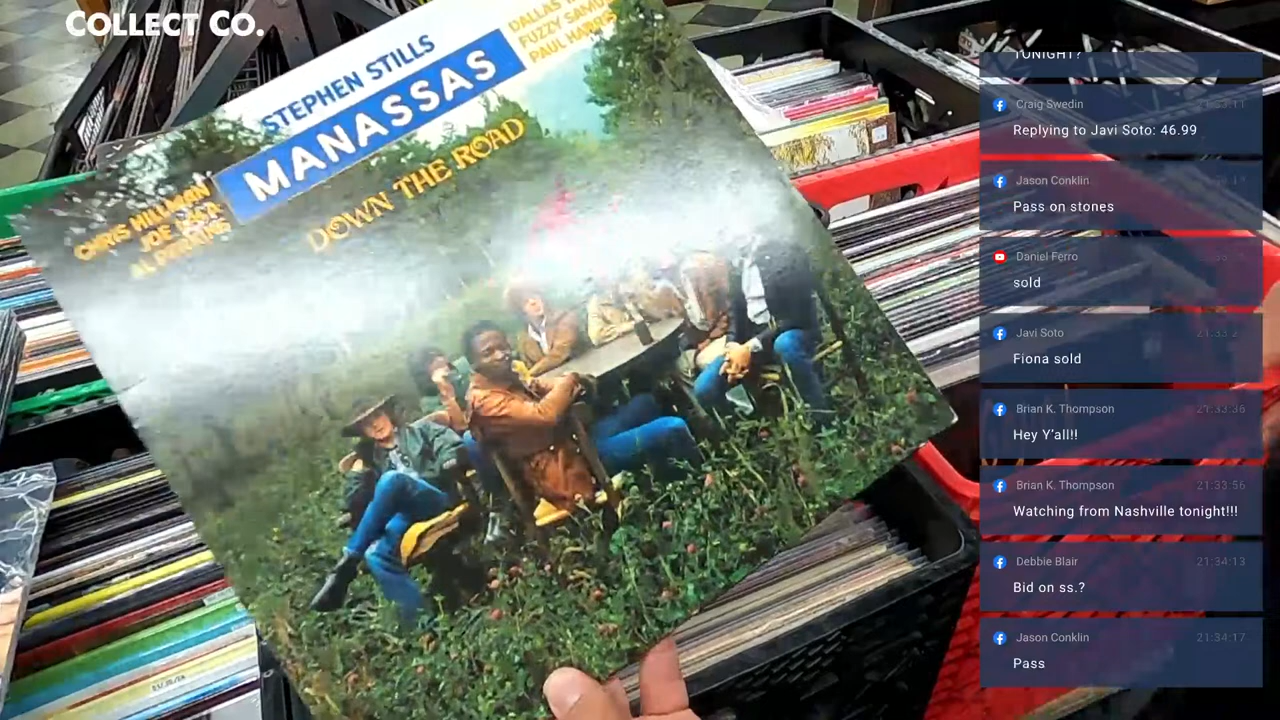 COLLECT CO.
STEPHEN STILLS
MANASSAS
DOWN THE ROAD
CHRIS HILLMAN
JOE
AL PERKINS
DALLAS
FUZZY
PAUL HARRIS
TONIGHT?
Craig Swedin
Replying to Javi Soto: 46.99
Jason Conklin
Pass on stones
Daniel Ferro
sold
Javi Soto
Fiona sold
Brian K. Thompson 21:33:36
Hey Y'all!!
Brian K. Thompson 21:33:56
Watching from Nashville tonight!!!
Debbie Blair 21:34:13
Bid on ss.?
Jason Conklin 21:34:17
Pass